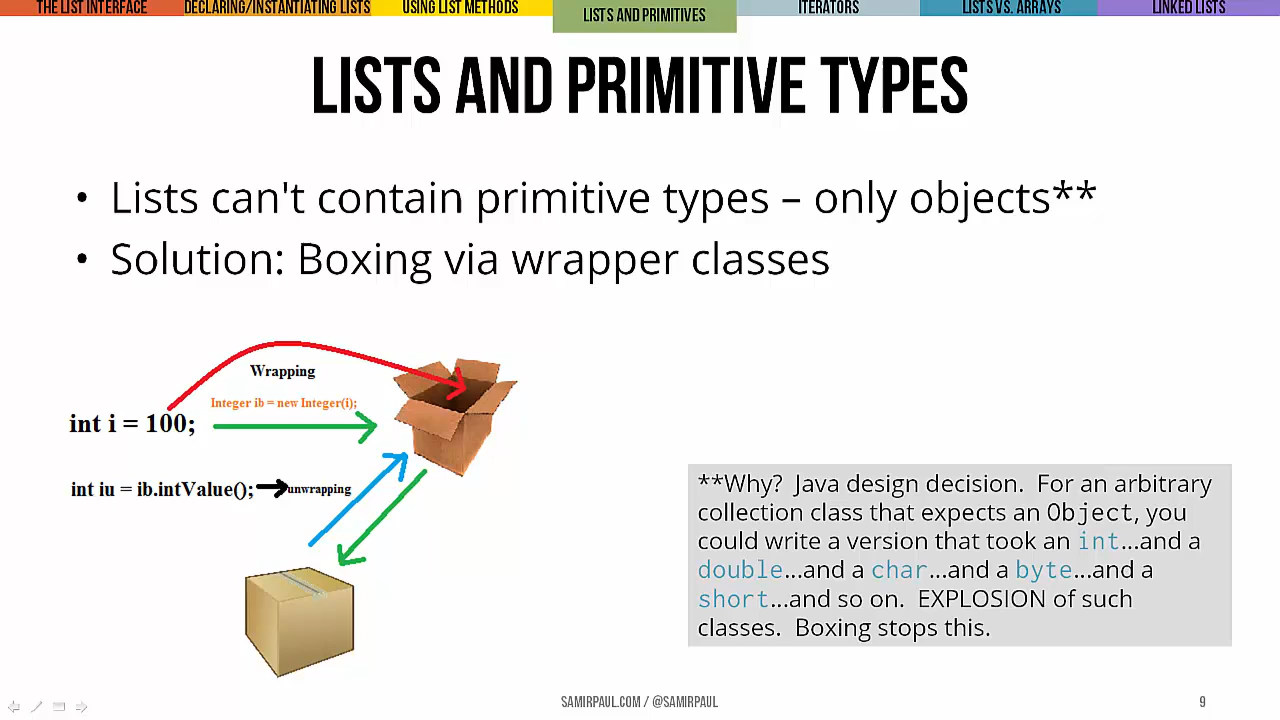 THE LIST INTERFACE
DECLARING/INSTANTIATING LISTS
USING LIST METHODS
LISTS AND PRIMITIVES
ITERATORS
LISTS VS. ARRAYS
LINKED LISTS
LISTS AND PRIMITIVE TYPES
• Lists can't contain primitive types – only objects**
• Solution: Boxing via wrapper classes
Wrapping
Integer ib = new Integer(i);
int i = 100;
int iu = ib.intValue();
unwrapping
**Why? Java design decision. For an arbitrary
collection class that expects an Object, you
could write a version that took an int...and a
double...and a char...and a byte...and a
short...and so on. EXPLOSION of such
classes. Boxing stops this.
SAMIRPAUL.COM / @SAMIRPAUL
9